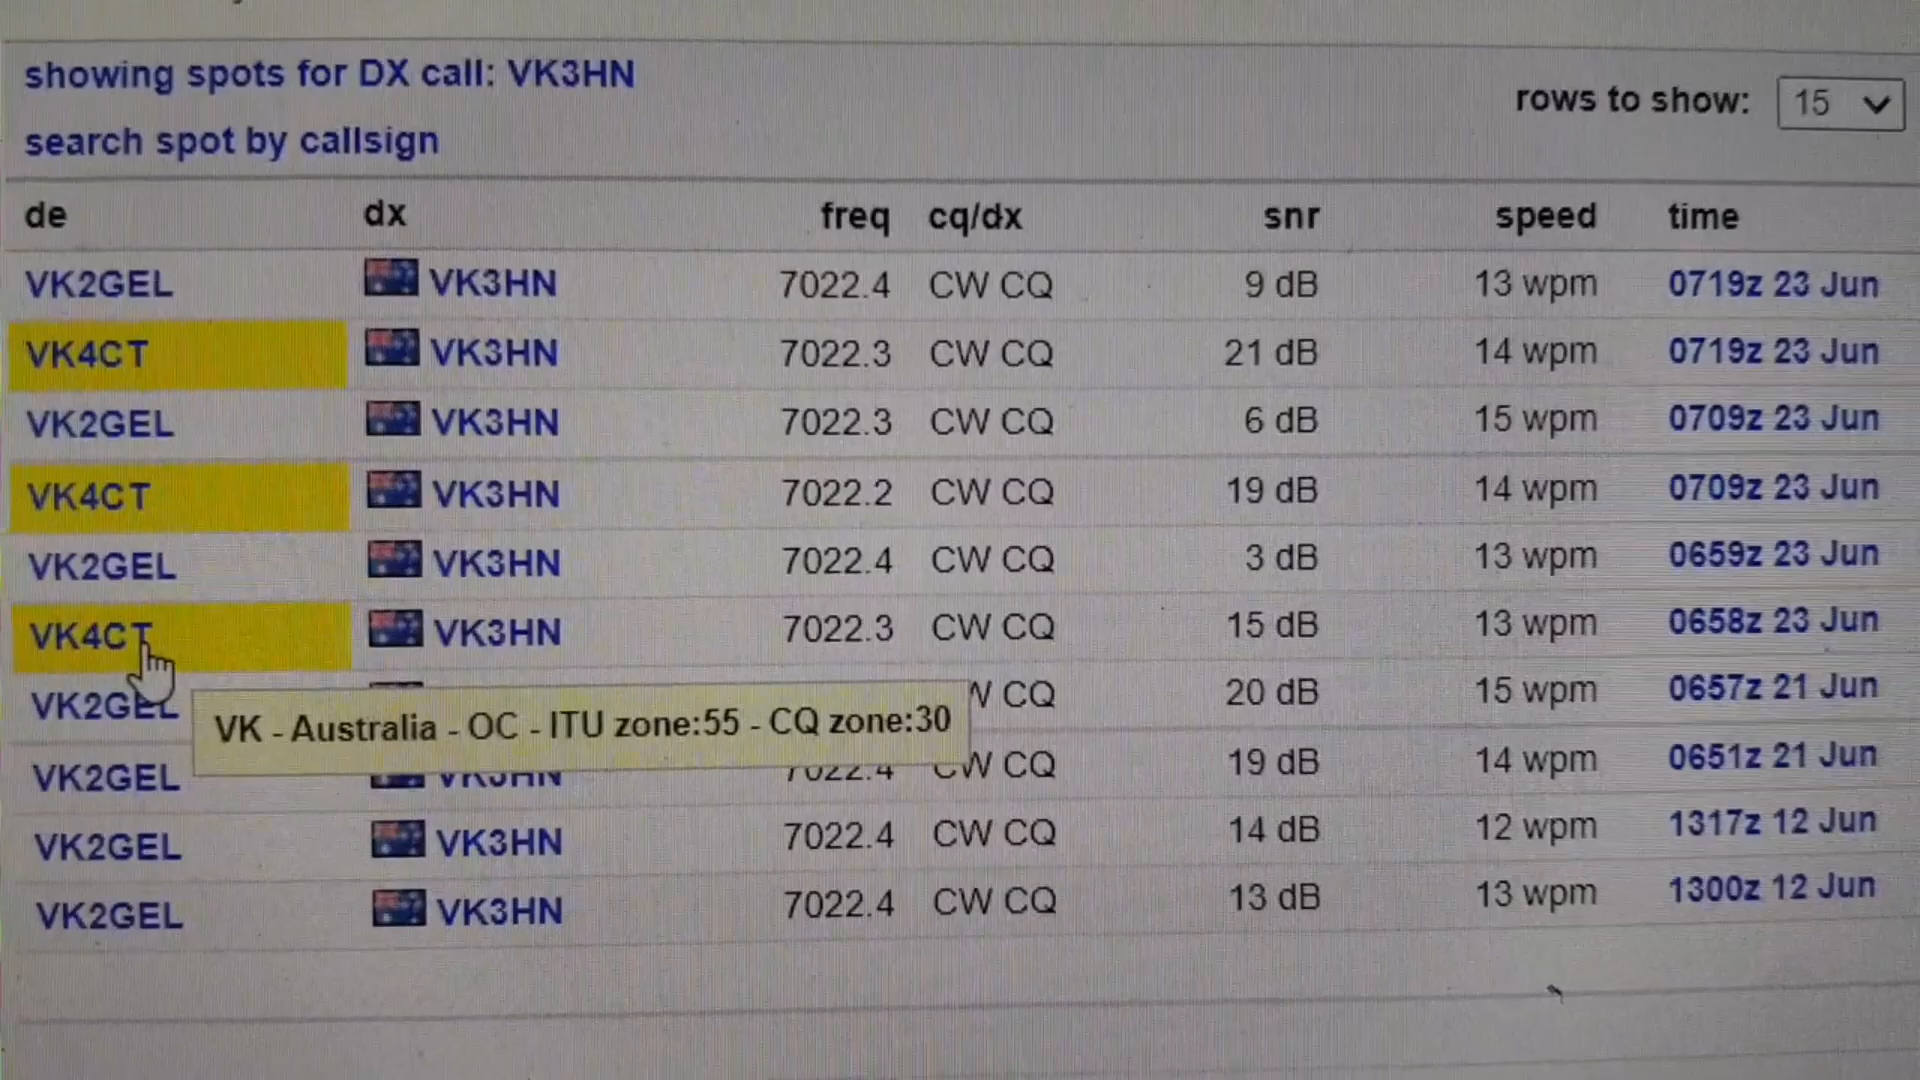 showing spots for DX call: VK3HN
rows to show: 15
search spot by callsign
de dx freq cq/dx snr speed time
VK2GEL VK3HN 7022.4 CW CQ 9 dB 13 wpm 0719z 23 Jun
VK4CT VK3HN 7022.3 CW CQ 21 dB 14 wpm 0719z 23 Jun
VK2GEL VK3HN 7022.3 CW CQ 6 dB 15 wpm 0709z 23 Jun
VK4CT VK3HN 7022.2 CW CQ 19 dB 14 wpm 0709z 23 Jun
VK2GEL VK3HN 7022.4 CW CQ 3 dB 13 wpm 0659z 23 Jun
VK4CT VK3HN 7022.3 CW CQ 15 dB 13 wpm 0658z 23 Jun
VK2GEL CQ 20 dB 15 wpm 0657z 21 Jun
VK - Australia - OC - ITU zone:55 - CQ zone:30
VK2GEL VK3HN 7022.4 CW CQ 19 dB 14 wpm 0651z 21 Jun
VK2GEL VK3HN 7022.4 CW CQ 14 dB 12 wpm 1317z 12 Jun
VK2GEL VK3HN 7022.4 CW CQ 13 dB 13 wpm 1300z 12 Jun